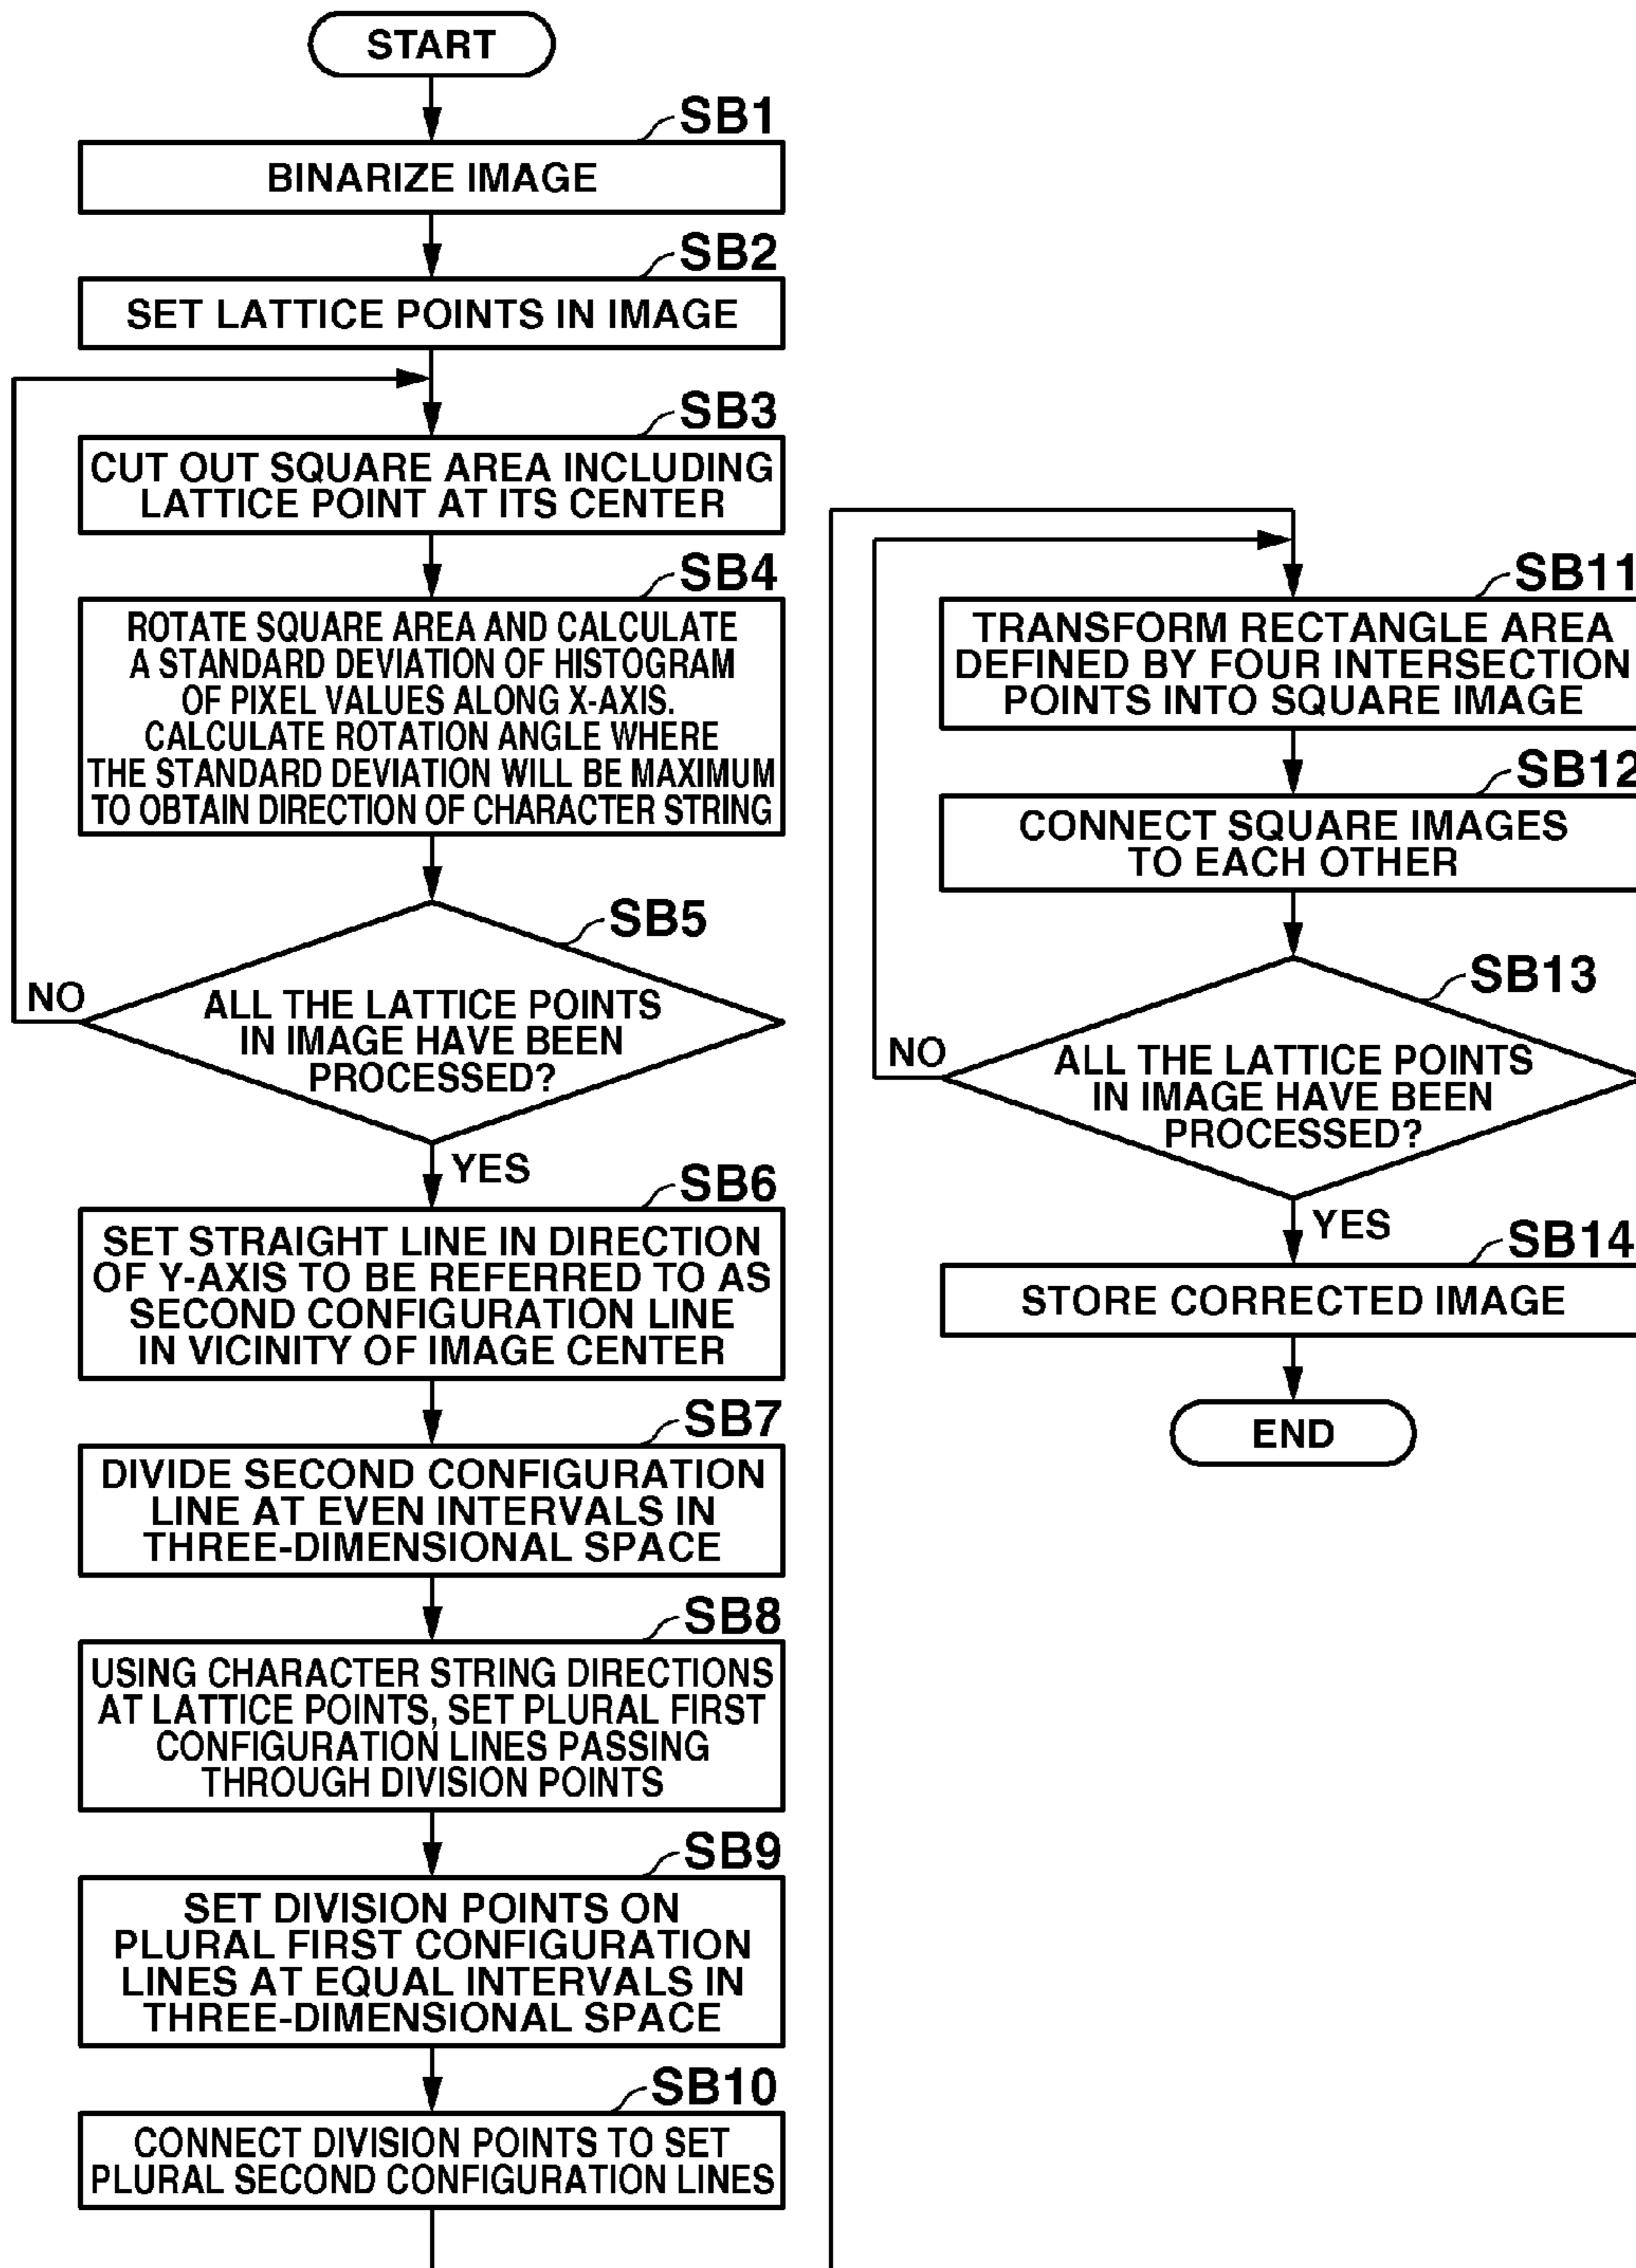 START
SB1
BINARIZE IMAGE
SB2
SET LATTICE POINTS IN IMAGE
SB3
CUT OUT SQUARE AREA INCLUDING
LATTICE POINT AT ITS CENTER
SB4
ROTATE SQUARE AREA AND CALCULATE
A STANDARD DEVIATION OF HISTOGRAM
OF PIXEL VALUES ALONG X-AXIS.
CALCULATE ROTATION ANGLE WHERE
THE STANDARD DEVIATION WILL BE MAXIMUM
TO OBTAIN DIRECTION OF CHARACTER STRING
SB5
NO
ALL THE LATTICE POINTS
IN IMAGE HAVE BEEN
PROCESSED?
YES
SB6
SET STRAIGHT LINE IN DIRECTION
OF Y-AXIS TO BE REFERRED TO AS
SECOND CONFIGURATION LINE
IN VICINITY OF IMAGE CENTER
SB7
DIVIDE SECOND CONFIGURATION
LINE AT EVEN INTERVALS IN
THREE-DIMENSIONAL SPACE
SB8
USING CHARACTER STRING DIRECTIONS
AT LATTICE POINTS, SET PLURAL FIRST
CONFIGURATION LINES PASSING
THROUGH DIVISION POINTS
SB9
SET DIVISION POINTS ON
PLURAL FIRST CONFIGURATION
LINES AT EQUAL INTERVALS IN
THREE-DIMENSIONAL SPACE
SB10
CONNECT DIVISION POINTS TO SET
PLURAL SECOND CONFIGURATION LINES
SB11
TRANSFORM RECTANGLE AREA
DEFINED BY FOUR INTERSECTION
POINTS INTO SQUARE IMAGE
SB12
CONNECT SQUARE IMAGES
TO EACH OTHER
SB13
NO
ALL THE LATTICE POINTS
IN IMAGE HAVE BEEN
PROCESSED?
YES
SB14
STORE CORRECTED IMAGE
END